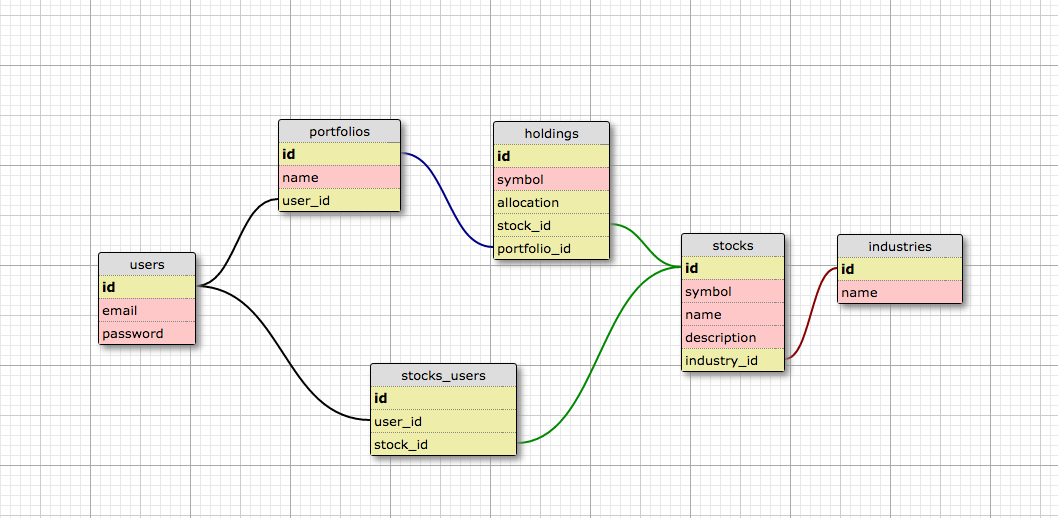 portfolios
id
name
user_id
holdings
id
symbol
allocation
stock_id
portfolio_id
users
id
email
password
stocks
id
symbol
name
description
industry_id
industries
id
name
stocks_users
id
user_id
stock_id